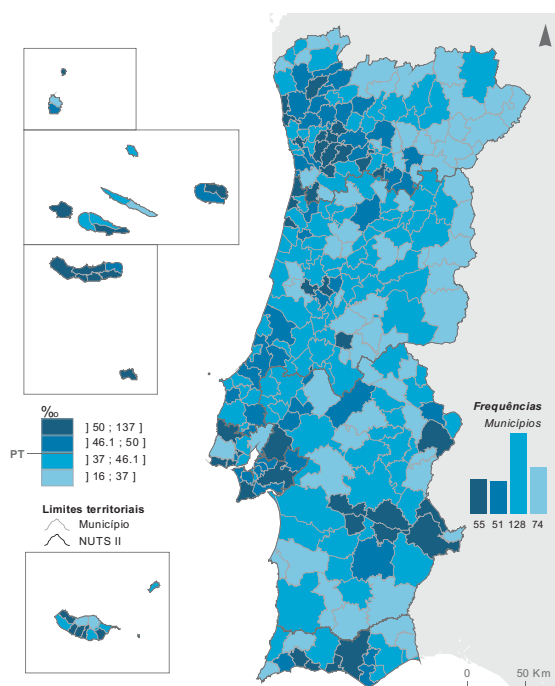 ‰
] 50 ; 137 ]
] 46.1 ; 50 ]
PT
] 37 ; 46.1 ]
] 16 ; 37 ]
Limites territoriais
Município
NUTS II
Frequências
Municípios
55 51 128 74
0 50 Km